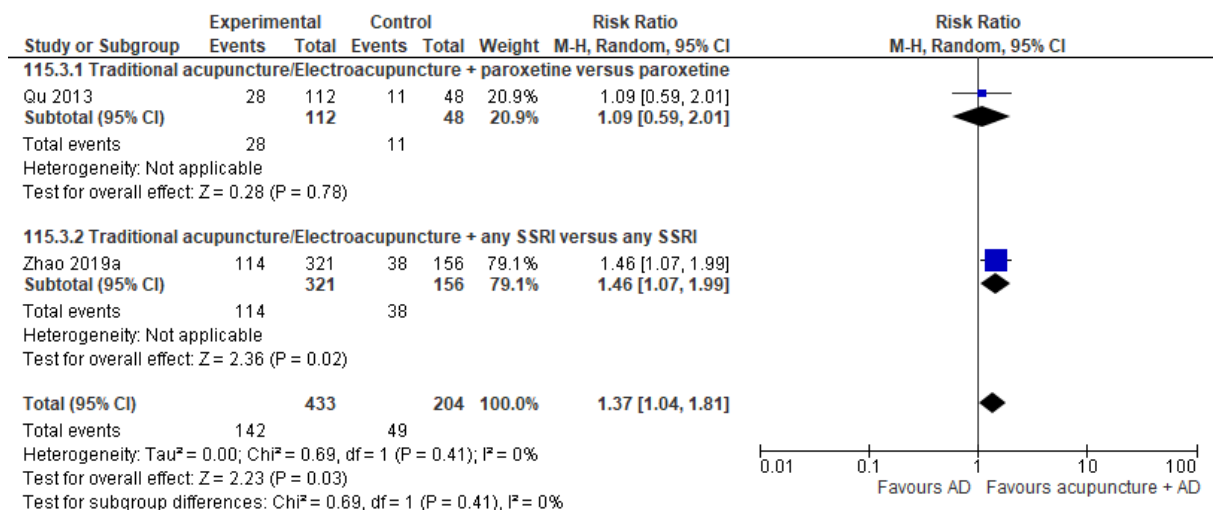 Experimental Control Risk Ratio Risk Ratio
Study or Subgroup Events Total Events Total Weight M-H, Random, 95% CI M-H, Random, 95% CI
115.3.1 Traditional acupuncture/Electroacupuncture + paroxetine versus paroxetine
Qu 2013 28 112 11 48 20.9% 1.09 [0.59, 2.01]
Subtotal (95% CI) 112 48 20.9% 1.09 [0.59, 2.01]
Total events 28 11
Heterogeneity: Not applicable
Test for overall effect: Z = 0.28 (P = 0.78)
115.3.2 Traditional acupuncture/Electroacupuncture + any SSRI versus any SSRI
Zhao 2019a 114 321 38 156 79.1% 1.46 [1.07, 1.99]
Subtotal (95% CI) 321 156 79.1% 1.46 [1.07, 1.99]
Total events 114 38
Heterogeneity: Not applicable
Test for overall effect: Z = 2.36 (P = 0.02)
Total (95% CI) 433 204 100.0% 1.37 [1.04, 1.81]
Total events 142 49
Heterogeneity: Tau² = 0.00; Chi² = 0.69, df = 1 (P = 0.41); I² = 0%
Test for overall effect: Z = 2.23 (P = 0.03)
Test for subgroup differences: Chi² = 0.69, df = 1 (P = 0.41), I² = 0%
0.01 0.1 1 10 100
Favours AD Favours acupuncture + AD